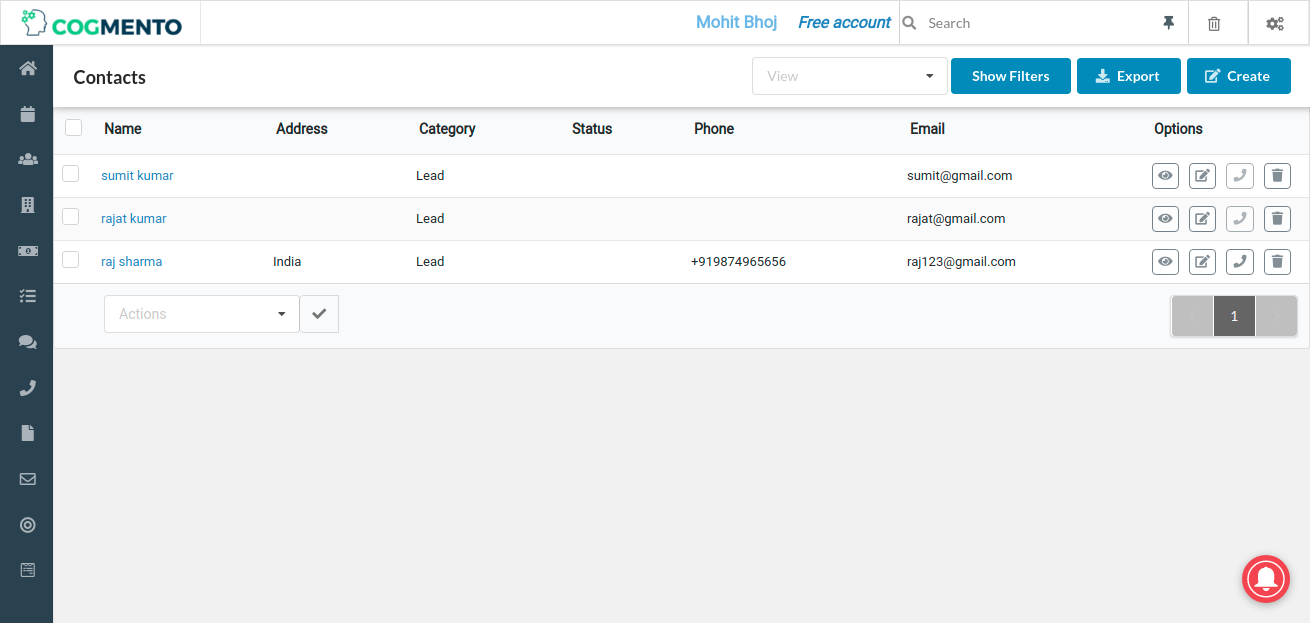 COGMENTO Mohit Bhoj Free account Search
Contacts View Show Filters Export Create
Name Address Category Status Phone Email Options
sumit kumar Lead sumit@gmail.com
rajat kumar Lead rajat@gmail.com
raj sharma India Lead +919874965656 raj123@gmail.com
Actions 1